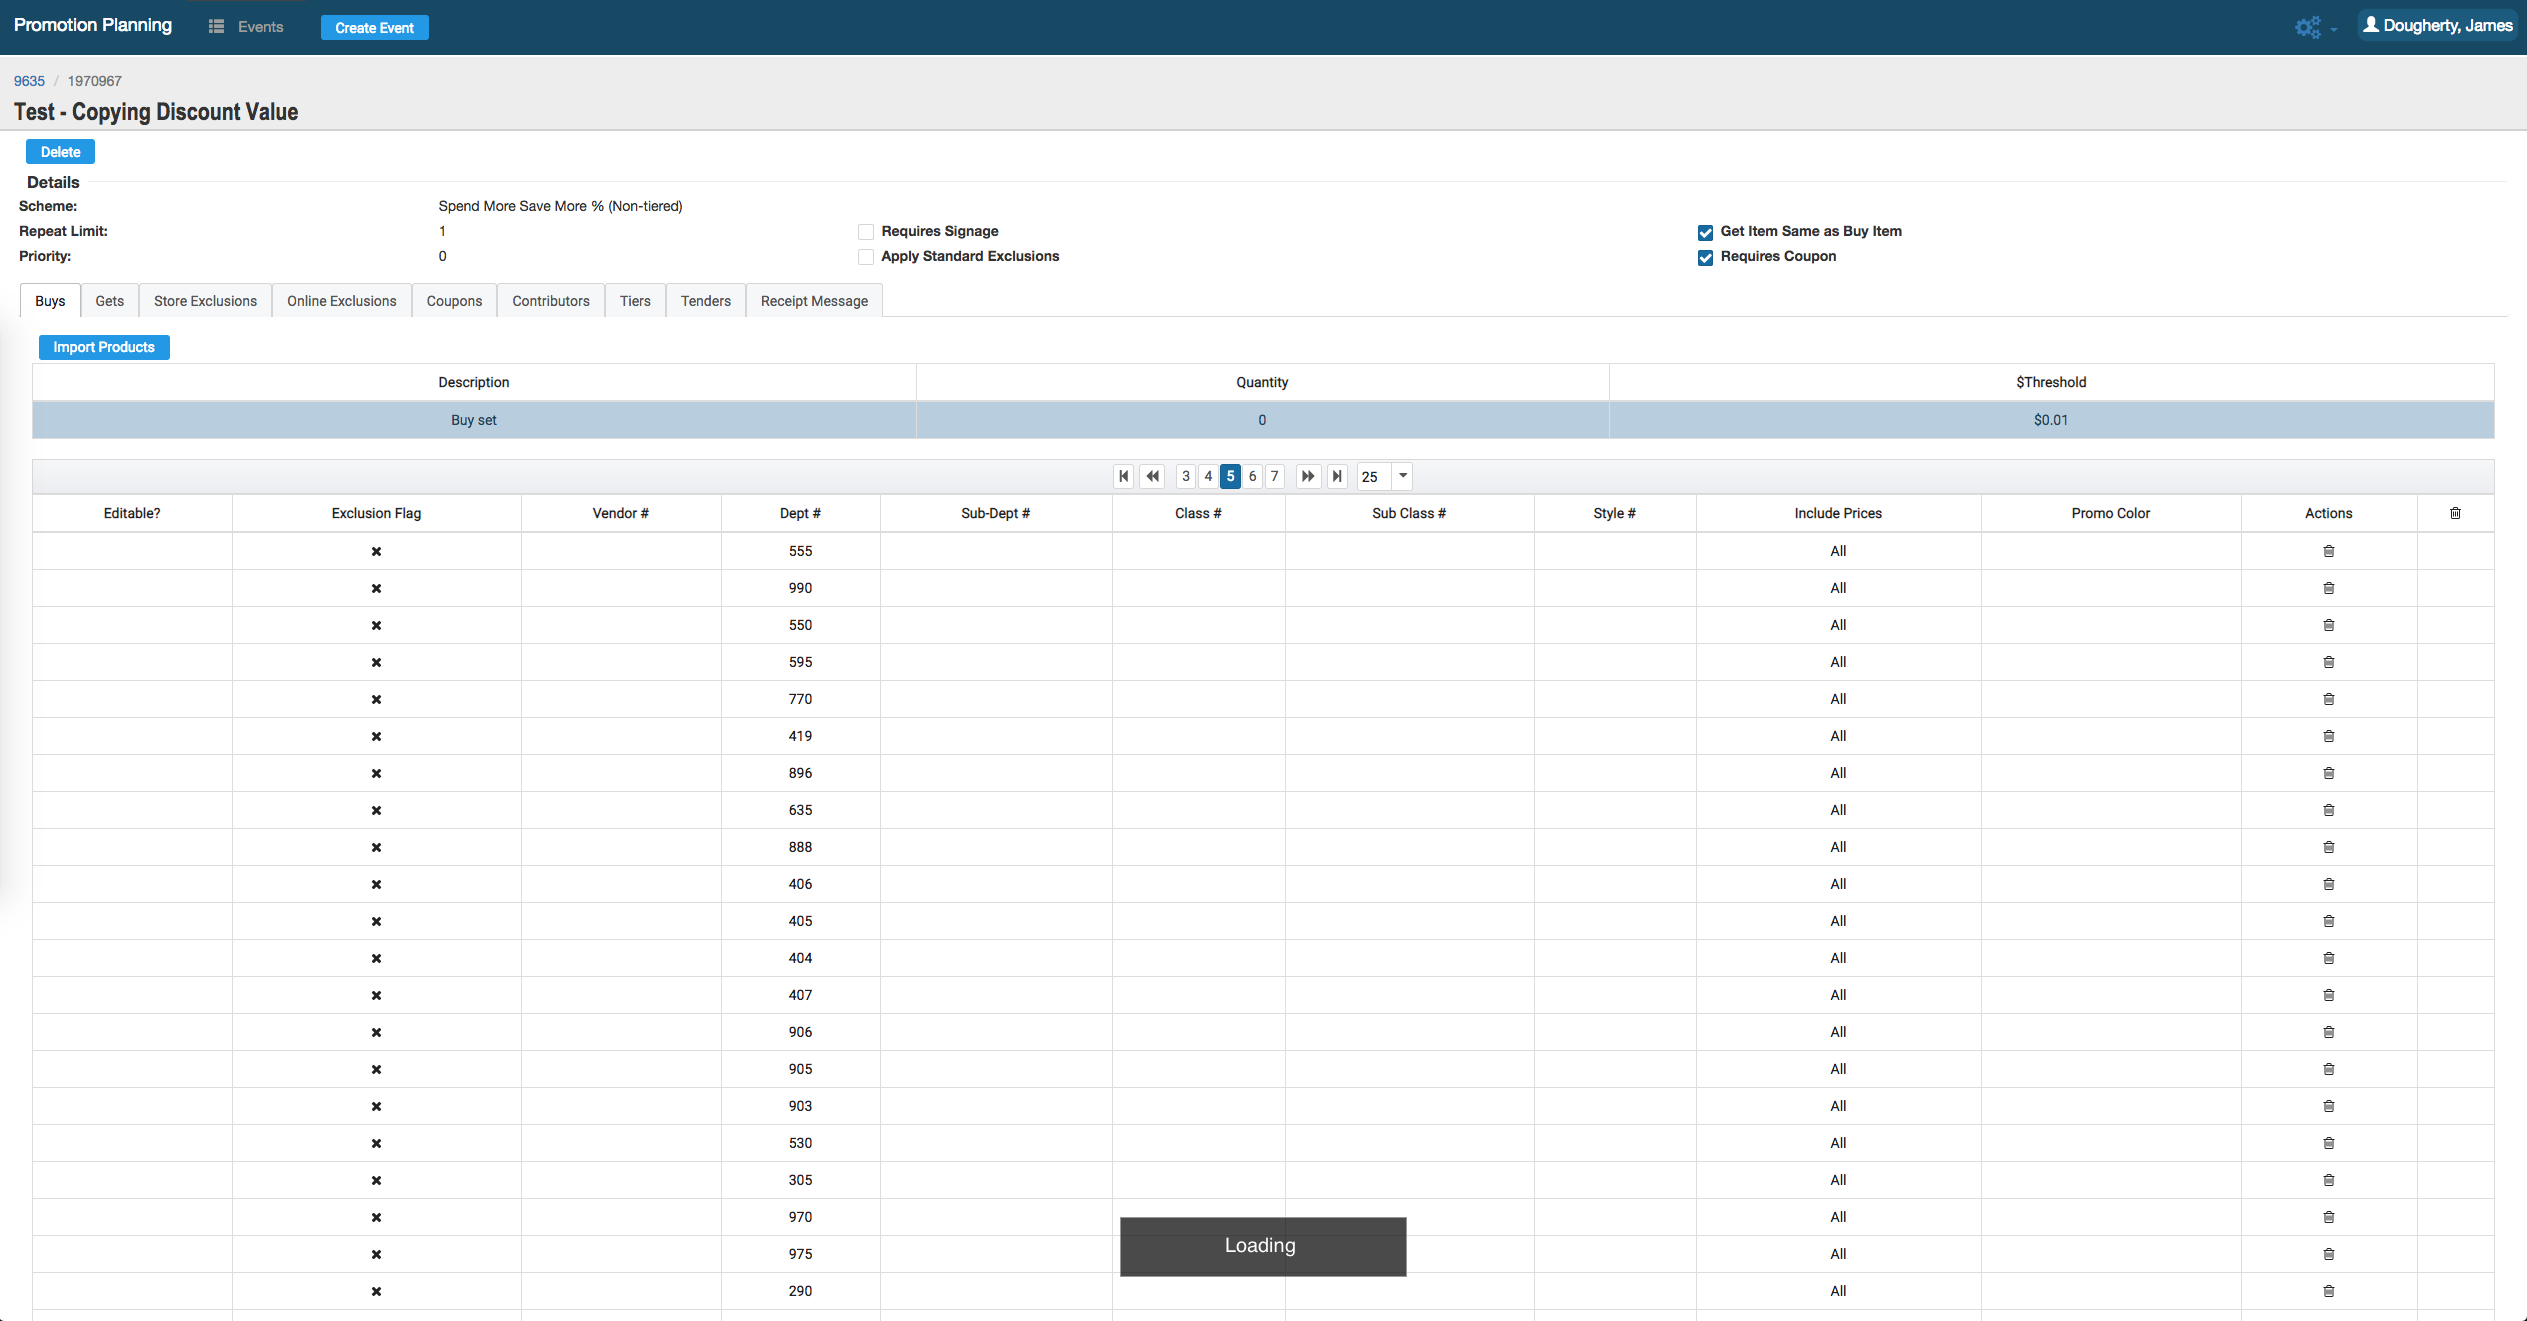 Promotion Planning Events Create Event Dougherty, James
9635 / 1970967
Test - Copying Discount Value
Delete
Details
Scheme: Spend More Save More % (Non-tiered)
Repeat Limit: 1 Requires Signage Get Item Same as Buy Item
Priority: 0 Apply Standard Exclusions Requires Coupon
Buys Gets Store Exclusions Online Exclusions Coupons Contributors Tiers Tenders Receipt Message
Import Products
Description Quantity $Threshold
Buy set 0 $0.01
3 4 5 6 7 25
Editable? Exclusion Flag Vendor # Dept # Sub-Dept # Class # Sub Class # Style # Include Prices Promo Color Actions
555 All
990 All
550 All
595 All
770 All
419 All
896 All
635 All
888 All
406 All
405 All
404 All
407 All
906 All
905 All
903 All
530 All
305 All
970 All
Loading
975 All
290 All